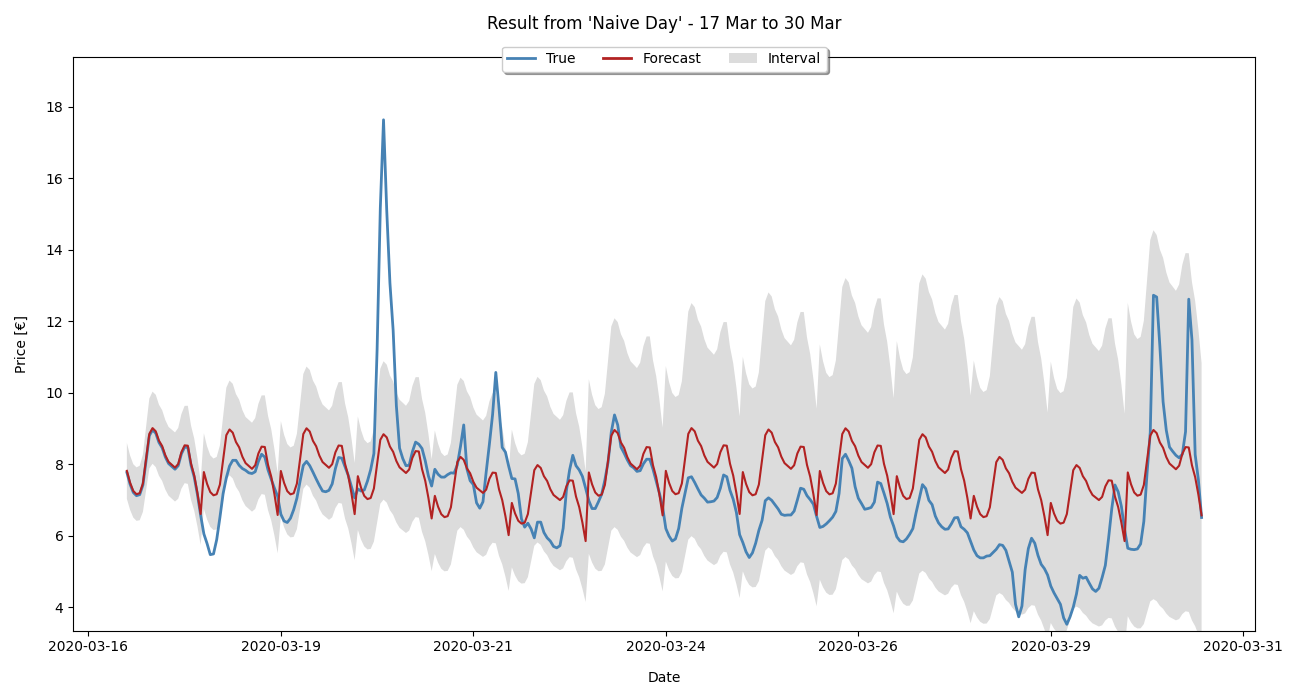 Result from 'Naive Day' - 17 Mar to 30 Mar
True Forecast Interval
18
16
14
12
10
8
6
4
Price [€]
2020-03-16 2020-03-19 2020-03-21 2020-03-24 2020-03-26 2020-03-29 2020-03-31
Date